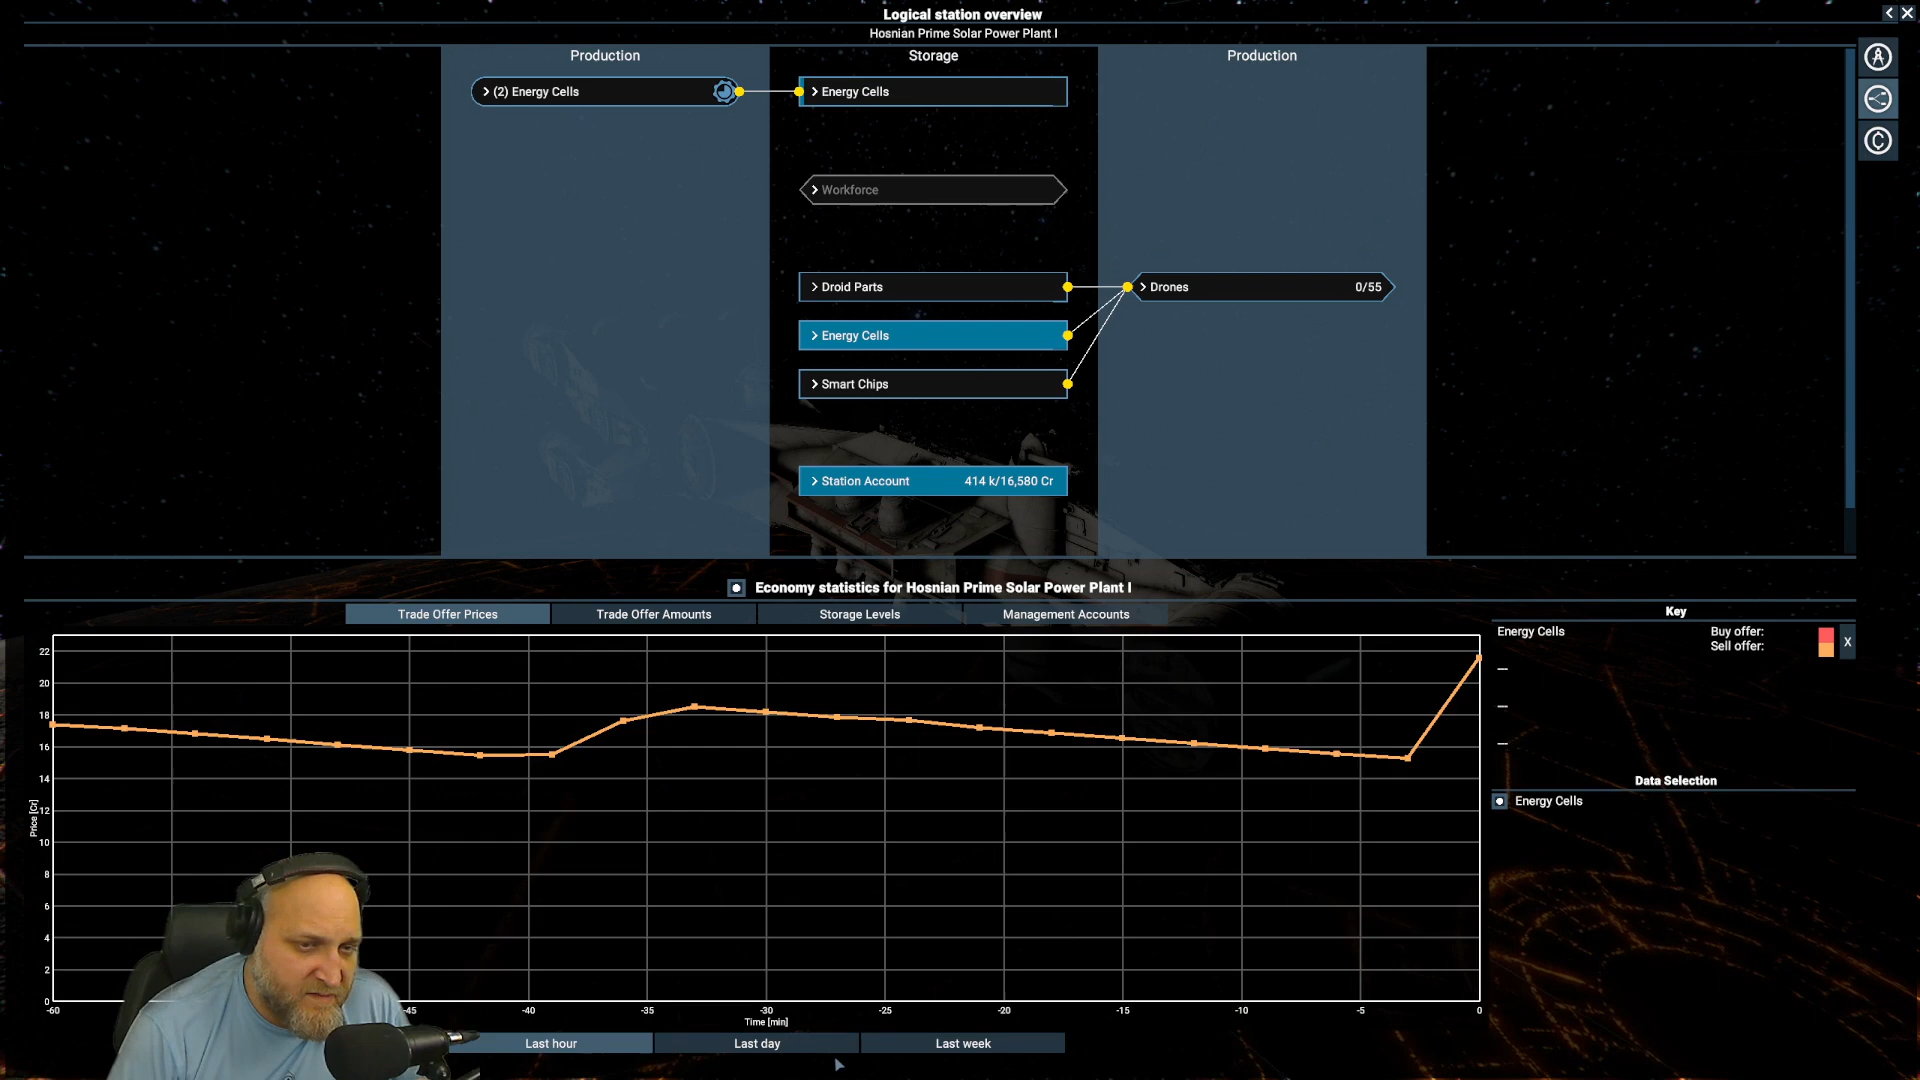 Logical station overview
Hosnian Prime Solar Power Plant I
Production
Storage
Production
(2) Energy Cells
Energy Cells
Workforce
Droid Parts
Drones 0/55
Energy Cells
Smart Chips
Station Account 414 k/16,580 Cr
Economy statistics for Hosnian Prime Solar Power Plant I
Trade Offer Prices
Trade Offer Amounts
Storage Levels
Management Accounts
Key
Energy Cells
Buy offer:
Sell offer:
X
Data Selection
Energy Cells
22
20
18
16
14
12
10
8
6
4
2
0
Price [Cr]
-60
-45
-40
-35
-30
-25
-20
-15
-10
-5
0
Time [min]
Last hour
Last day
Last week